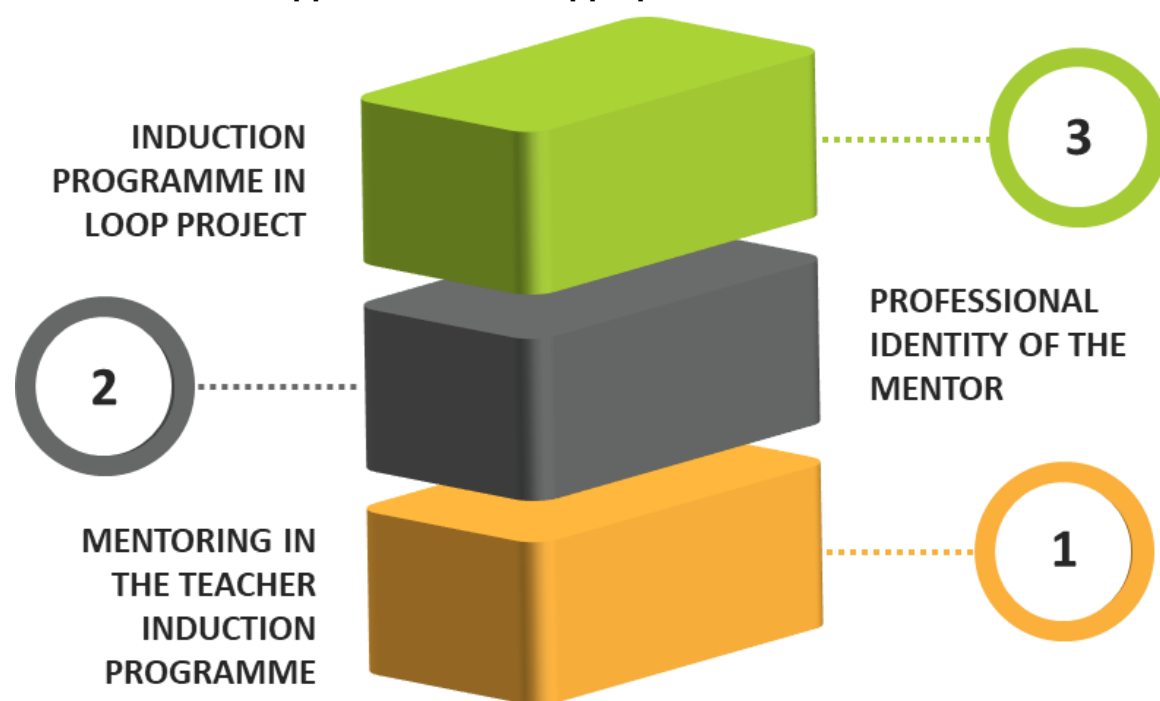 INDUCTION
PROGRAMME IN
LOOP PROJECT
3
2
PROFESSIONAL
IDENTITY OF THE
MENTOR
MENTORING IN
THE TEACHER
INDUCTION
PROGRAMME
1